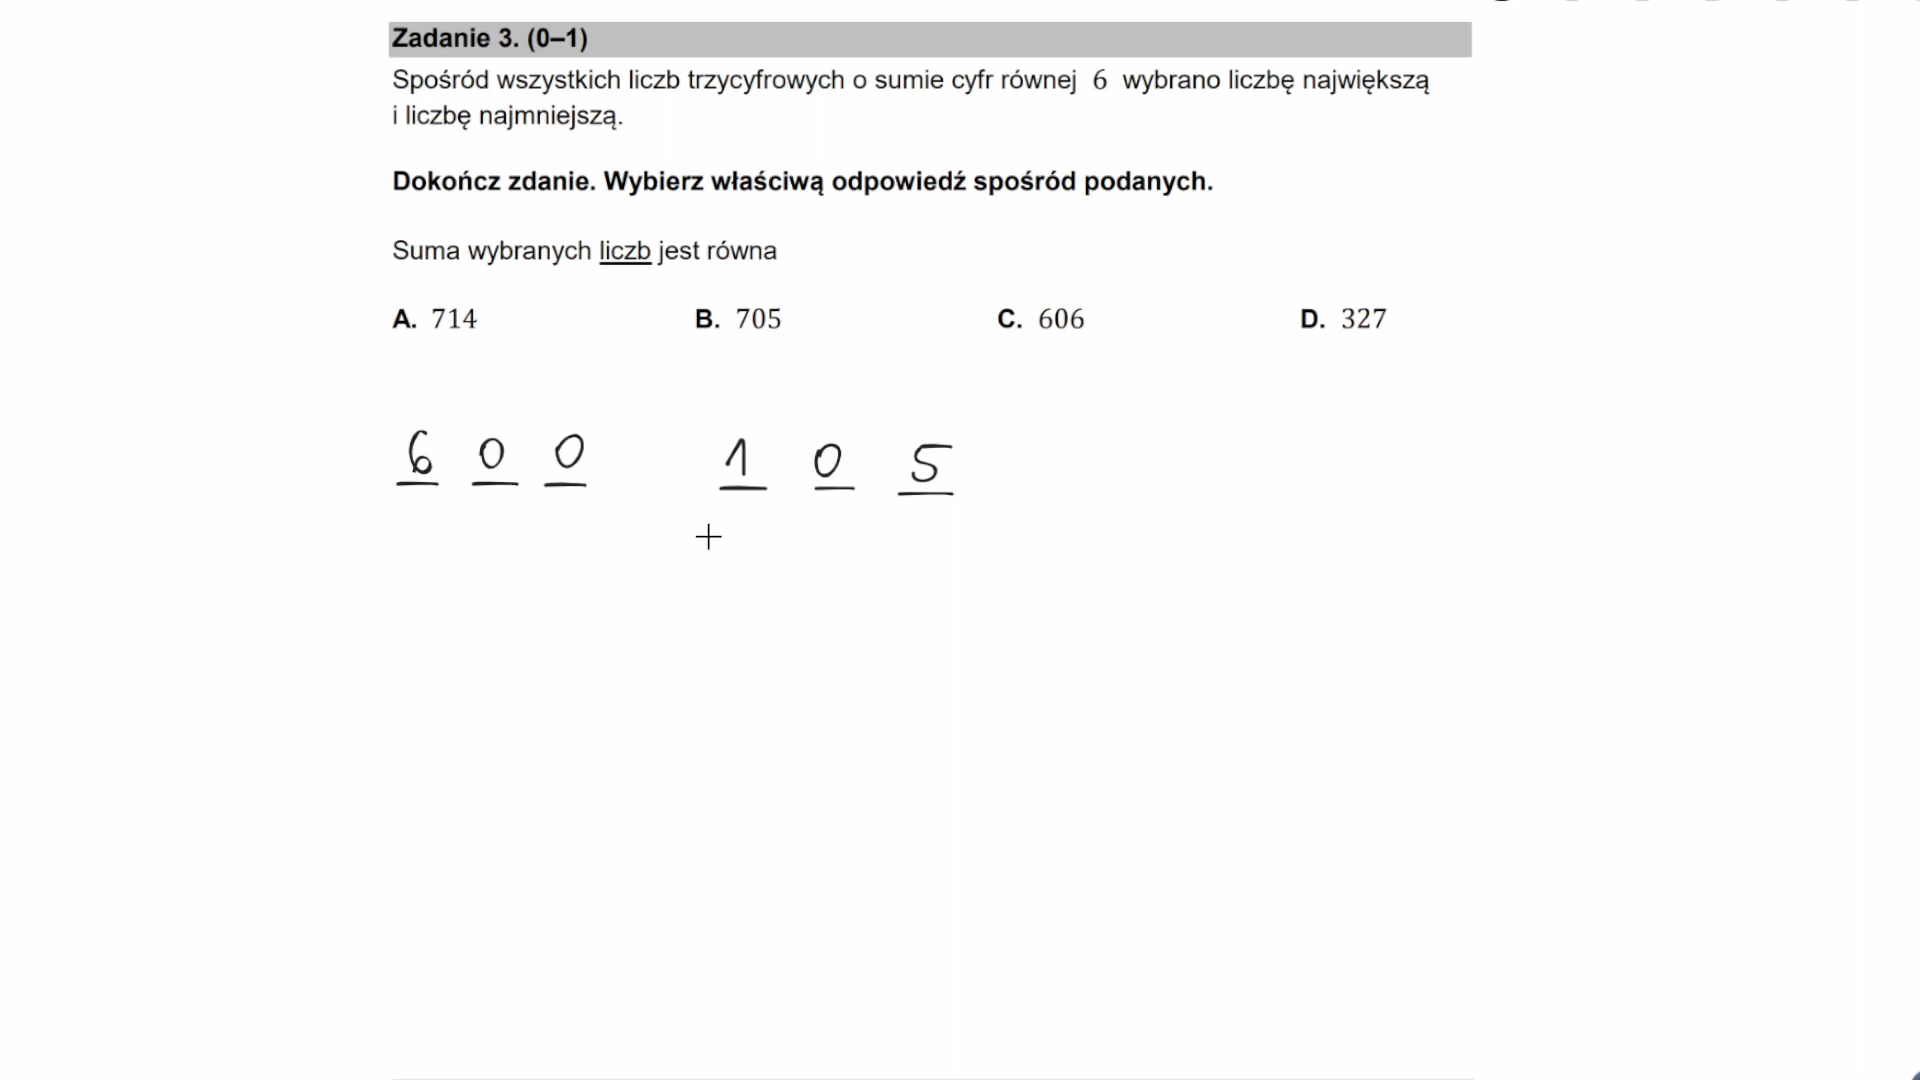 Zadanie 3. (0–1)
Spośród wszystkich liczb trzycyfrowych o sumie cyfr równej 6 wybrano liczbę największą
i liczbę najmniejszą.
Dokończ zdanie. Wybierz właściwą odpowiedź spośród podanych.
Suma wybranych liczb jest równa
A. 714 B. 705 C. 606 D. 327
6 0 0 1 0 5